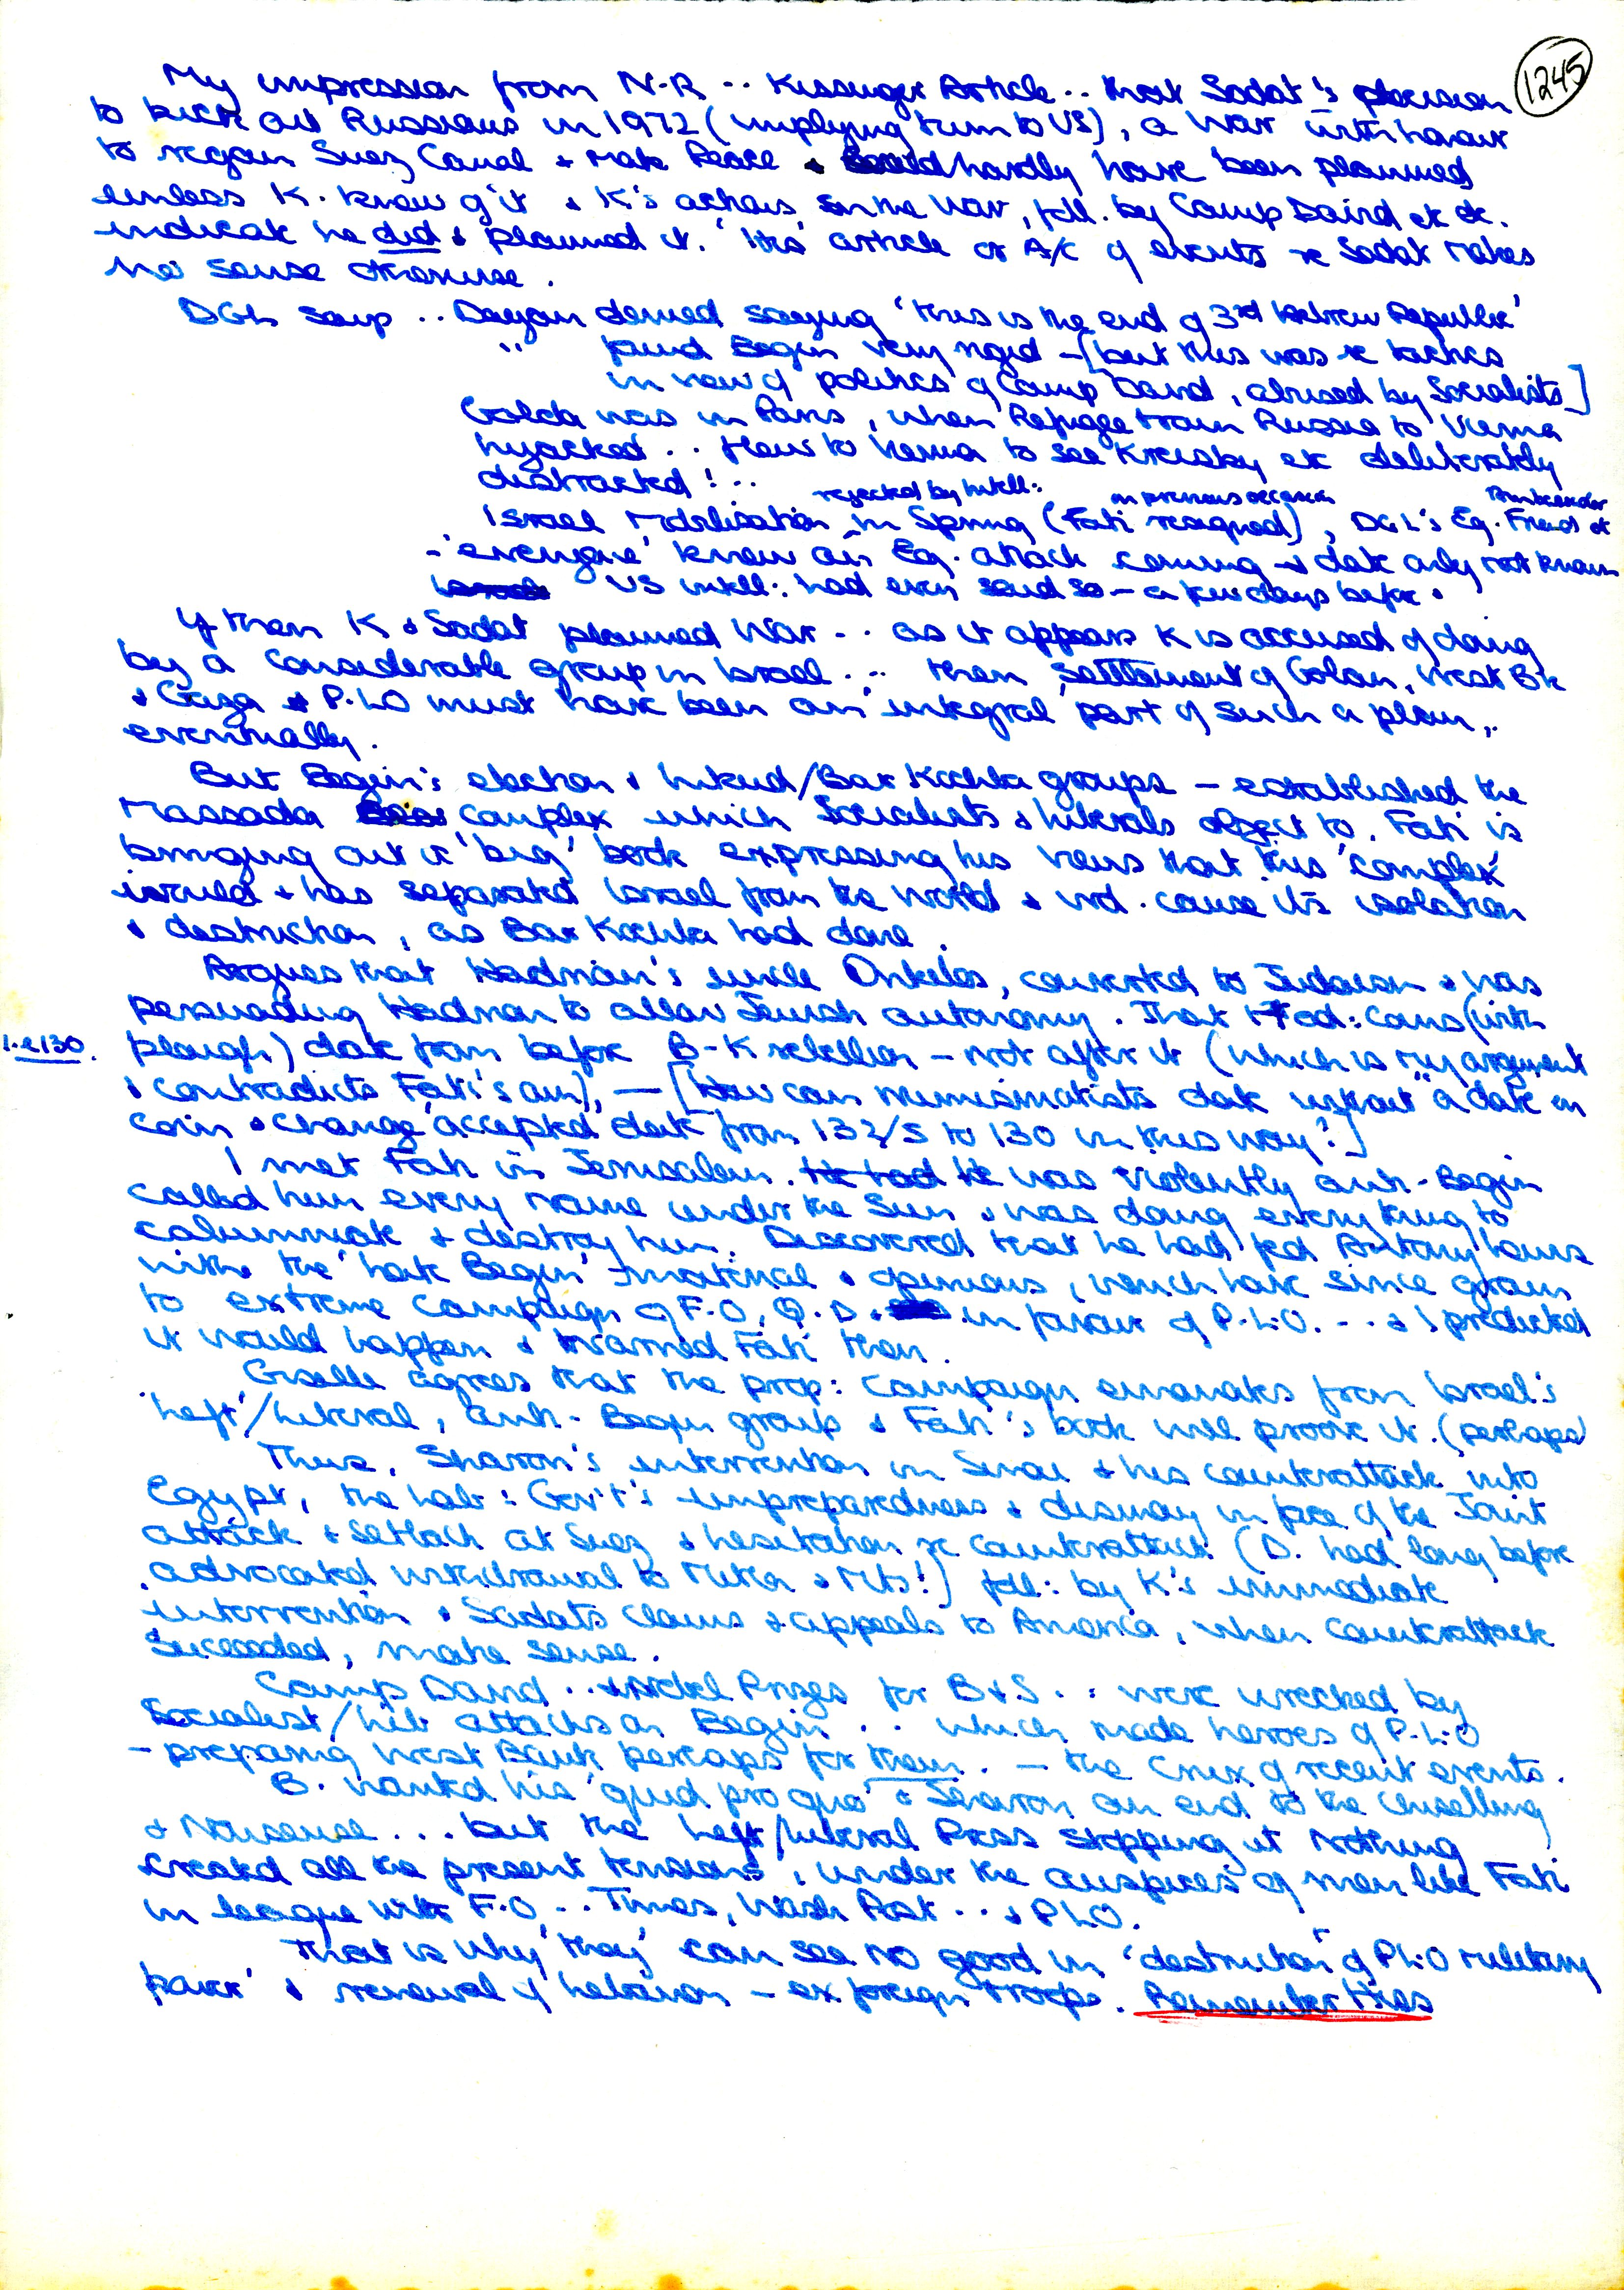 1245
My impression from N-R .. Kissinger Article .. that Sadat's decision
to kick out Russians in 1972 (implying turn to US), a War with honour
to regain Suez Canal & make Peace & hardly have been planned
unless K. knew of it & K's actions, in the War, foll. by Camp David etc etc.
indicate he did & planned it. 'His' article or A/C of events re Sadat makes
no sense otherwise.
DGL says .. Dayan denied saying 'this is the end of 3rd Hebrew Republic'
" found Begin very rigid - [but this was re tactics
in view of politics of Camp David, abused by Socialists]
Golda was in Paris, when Refugee train Russia to Vienna
hijacked .. flew to Vienna to see Kreisky etc deliberately
distracted! ..
rejected by Intell: on previous occasion
Israel Mobilisation in Spring (Fati resigned), DGL's Eg. Friends at
- 'everyone' knew an Eg. attack coming & date only not known
US intell: had even said so - a few days before.
If then K & Sadat planned War .. as it appears K is accused of doing
by a considerable group in Israel .. then settlement of Golan, West Bk
& Gaza & P.LO must have been an 'integral' part of such a plan,
eventually.
But Begin's election & Likud/Bar Kochba groups - established the
Massada complex which Socialists & Liberals object to. Fati is
bringing out a 'big' book expressing his views that this 'complex'
would & has separated Israel from the World & wd. cause its isolation
& destruction, as Bar Kochba had done.
Argues that Hadrian's uncle Onkelos, converted to Judaism & was
persuading Hadrian to allow Jewish autonomy. That Fod: Coins (with
i.e 130. plough) date from before B-K rebellion - not after it (which is my argument
& contradicts Fati's own), - [How can numismatists date without "a date" on
coin & change accepted date from 132/5 to 130 in this way?]
I met Fati in Jerusalem. He had He was violently anti-Begin
called him every name under the Sun & was doing everything to
calumniate & destroy him. Discovered that he had fed Antony Lewis
with the 'hate Begin' material & opinions, which have since grown
to extreme campaign of F.O, in favour of P.L.O. ... as I predicted
it would happen & warned Fati then.
Giselle agrees that the prop: campaign emanates from Israel's
'Left'/Liberal, anti-Begin group & Fati's book will prove it. (perhaps)
Thus, Sharon's intervention in Sinai & his counterattack into
Egypt, the Lab: Gov't's unpreparedness & dismay in face of the Joint
attack & setback at Suez & hesitation re counterattack (D. had long before
advocated withdrawal to Mitla & Mts!) foll: by K's immediate
intervention & Sadat's claims & appeals to America, when counterattack
succeeded, make sense.
Camp David .. & Nobel Prizes for B & S .. were wrecked by
Socialist/Lib attacks on Begin .. which made heroes of P.L.O
- preparing West Bank perhaps for them. - the Crux of recent events.
B. wanted his 'quid pro quo' & Sharon an end to the
& Nonsense ... but the Left/Liberal Press stopping at Nothing
created all the present tensions, under the auspices of men like Fati
in league with F.O, .. Times, Wash Post .. & PLO.
That is why 'they' can see no good in 'destruction of PLO military
power' & renewal of Lebanon - ex foreign troops. Remember this